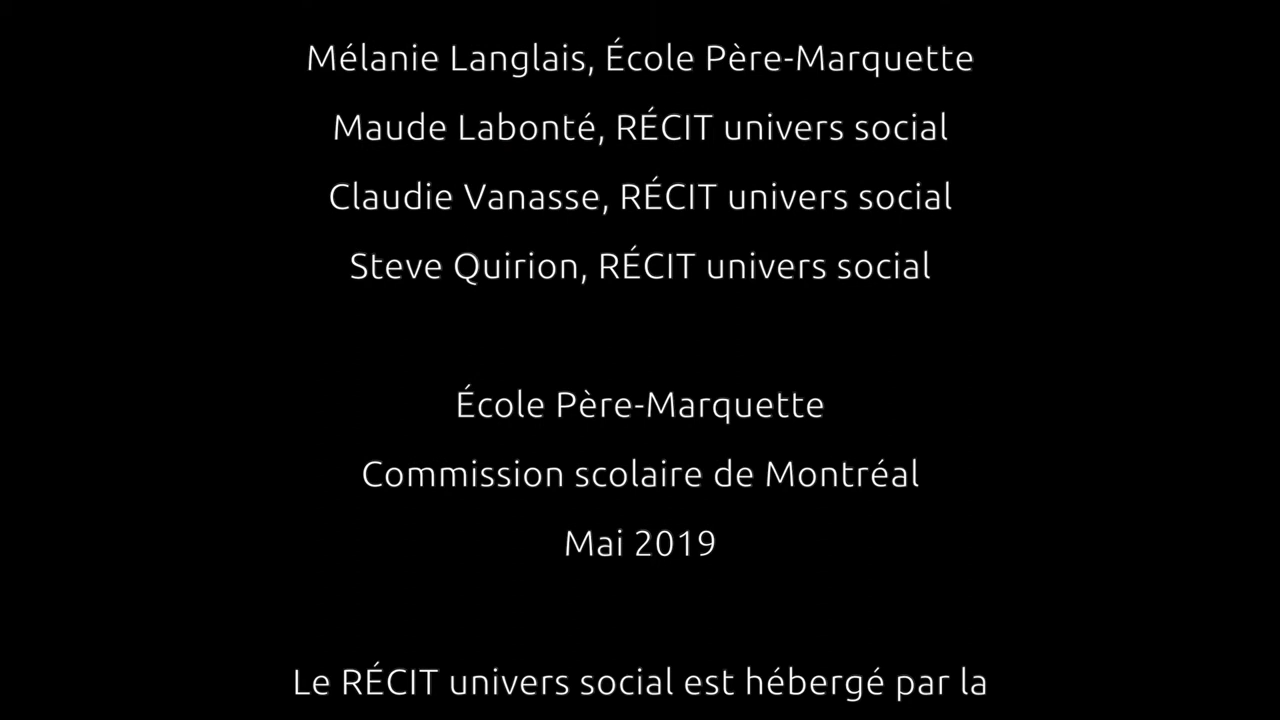 Mélanie Langlais, École Père-Marquette
Maude Labonté, RÉCIT univers social
Claudie Vanasse, RÉCIT univers social
Steve Quirion, RÉCIT univers social
École Père-Marquette
Commission scolaire de Montréal
Mai 2019
Le RÉCIT univers social est hébergé par la